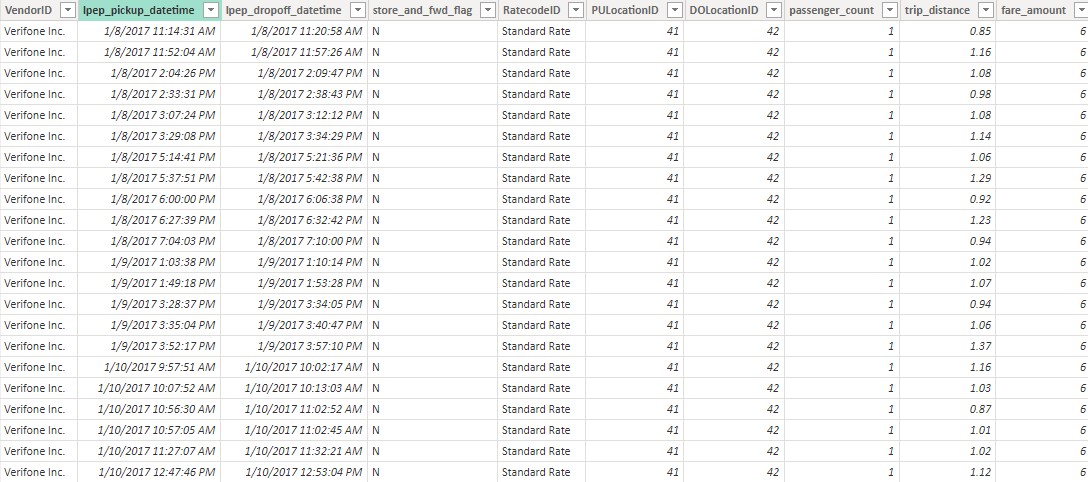 VendorID lpep_pickup_datetime lpep_dropoff_datetime store_and_fwd_flag RatecodeID PULocationID DOLocationID passenger_count trip_distance fare_amount
Verifone Inc. 1/8/2017 11:14:31 AM 1/8/2017 11:20:58 AM N Standard Rate 41 42 1 0.85 6
Verifone Inc. 1/8/2017 11:52:04 AM 1/8/2017 11:57:26 AM N Standard Rate 41 42 1 1.16 6
Verifone Inc. 1/8/2017 2:04:26 PM 1/8/2017 2:09:47 PM N Standard Rate 41 42 1 1.08 6
Verifone Inc. 1/8/2017 2:33:31 PM 1/8/2017 2:38:43 PM N Standard Rate 41 42 1 0.98 6
Verifone Inc. 1/8/2017 3:07:24 PM 1/8/2017 3:12:12 PM N Standard Rate 41 42 1 1.08 6
Verifone Inc. 1/8/2017 3:29:08 PM 1/8/2017 3:34:29 PM N Standard Rate 41 42 1 1.14 6
Verifone Inc. 1/8/2017 5:14:41 PM 1/8/2017 5:21:36 PM N Standard Rate 41 42 1 1.06 6
Verifone Inc. 1/8/2017 5:37:51 PM 1/8/2017 5:42:38 PM N Standard Rate 41 42 1 1.29 6
Verifone Inc. 1/8/2017 6:00:00 PM 1/8/2017 6:06:38 PM N Standard Rate 41 42 1 0.92 6
Verifone Inc. 1/8/2017 6:27:39 PM 1/8/2017 6:32:42 PM N Standard Rate 41 42 1 1.23 6
Verifone Inc. 1/8/2017 7:04:03 PM 1/8/2017 7:10:00 PM N Standard Rate 41 42 1 0.94 6
Verifone Inc. 1/9/2017 1:03:38 PM 1/9/2017 1:10:14 PM N Standard Rate 41 42 1 1.02 6
Verifone Inc. 1/9/2017 1:49:18 PM 1/9/2017 1:53:28 PM N Standard Rate 41 42 1 1.07 6
Verifone Inc. 1/9/2017 3:28:37 PM 1/9/2017 3:34:05 PM N Standard Rate 41 42 1 0.94 6
Verifone Inc. 1/9/2017 3:35:04 PM 1/9/2017 3:40:47 PM N Standard Rate 41 42 1 1.06 6
Verifone Inc. 1/9/2017 3:52:17 PM 1/9/2017 3:57:10 PM N Standard Rate 41 42 1 1.37 6
Verifone Inc. 1/10/2017 9:57:51 AM 1/10/2017 10:02:17 AM N Standard Rate 41 42 1 1.16 6
Verifone Inc. 1/10/2017 10:07:52 AM 1/10/2017 10:13:03 AM N Standard Rate 41 42 1 1.03 6
Verifone Inc. 1/10/2017 10:56:30 AM 1/10/2017 11:02:52 AM N Standard Rate 41 42 1 0.87 6
Verifone Inc. 1/10/2017 10:57:05 AM 1/10/2017 11:02:45 AM N Standard Rate 41 42 1 1.01 6
Verifone Inc. 1/10/2017 11:27:07 AM 1/10/2017 11:32:21 AM N Standard Rate 41 42 1 1.02 6
Verifone Inc. 1/10/2017 12:47:46 PM 1/10/2017 12:53:04 PM N Standard Rate 41 42 1 1.12 6